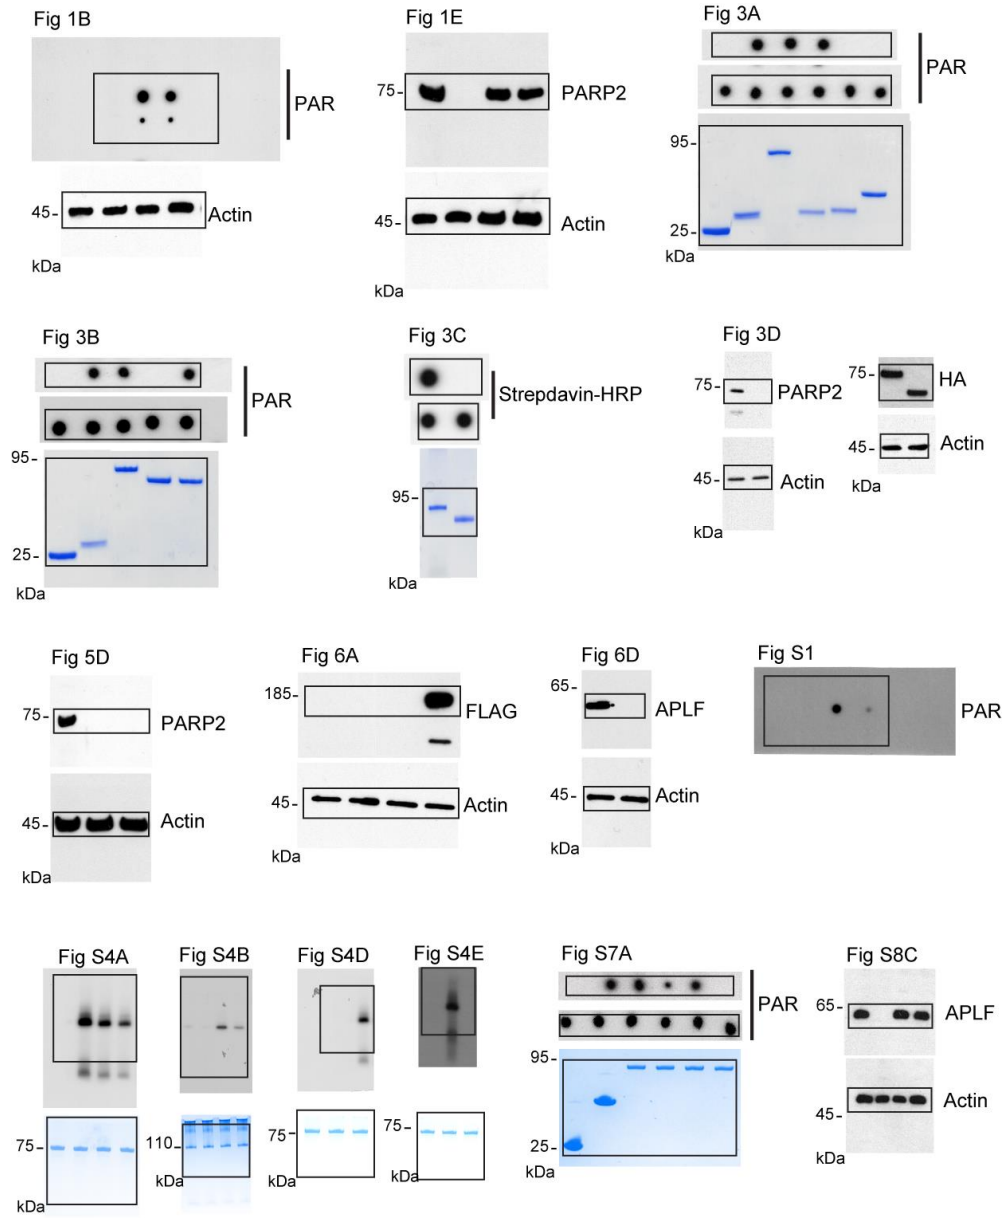 Fig 1B
PAR
45-
Actin
kDa
Fig 1E
75-
PARP2
45-
Actin
kDa
Fig 3A
PAR
95-
25-
kDa
Fig 3B
PAR
95-
25-
kDa
Fig 3C
Strepdavin-HRP
95-
kDa
Fig 3D
75-
PARP2
45-
Actin
kDa
75-
HA
45-
Actin
kDa
Fig 5D
75-
PARP2
45-
Actin
kDa
Fig 6A
185-
FLAG
45-
Actin
kDa
Fig 6D
65-
APLF
45-
Actin
kDa
Fig S1
PAR
Fig S4A
75-
kDa
Fig S4B
110-
kDa
Fig S4D
75-
kDa
Fig S4E
75-
kDa
Fig S7A
PAR
95-
25-
kDa
Fig S8C
65-
APLF
45-
Actin
kDa